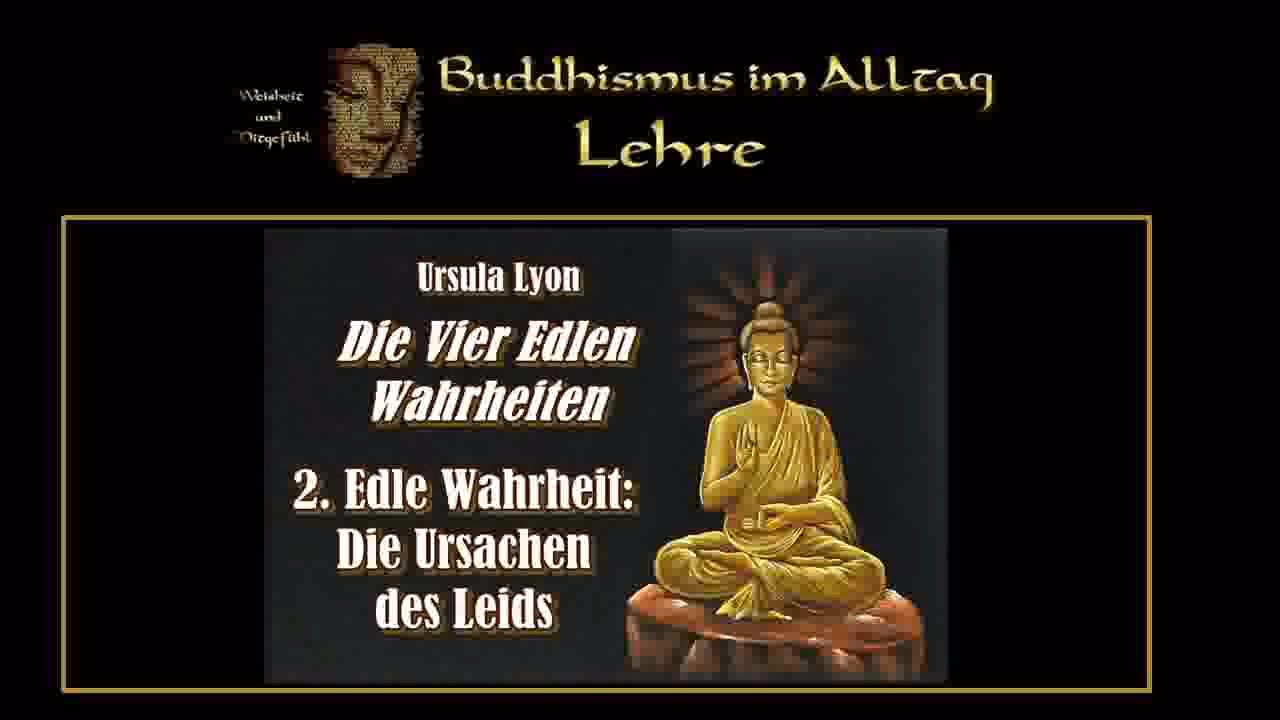 Weisheit
und
Mitgefühl
Buddhismus im Alltag
Lehre
Ursula Lyon
Die Vier Edlen
Wahrheiten
2. Edle Wahrheit:
Die Ursachen
des Leids